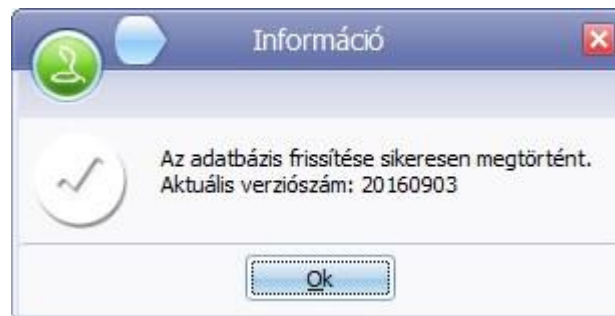 Információ
Az adatbázis frissítése sikeresen megtörtént.
Aktuális verziószám: 20160903
Ok